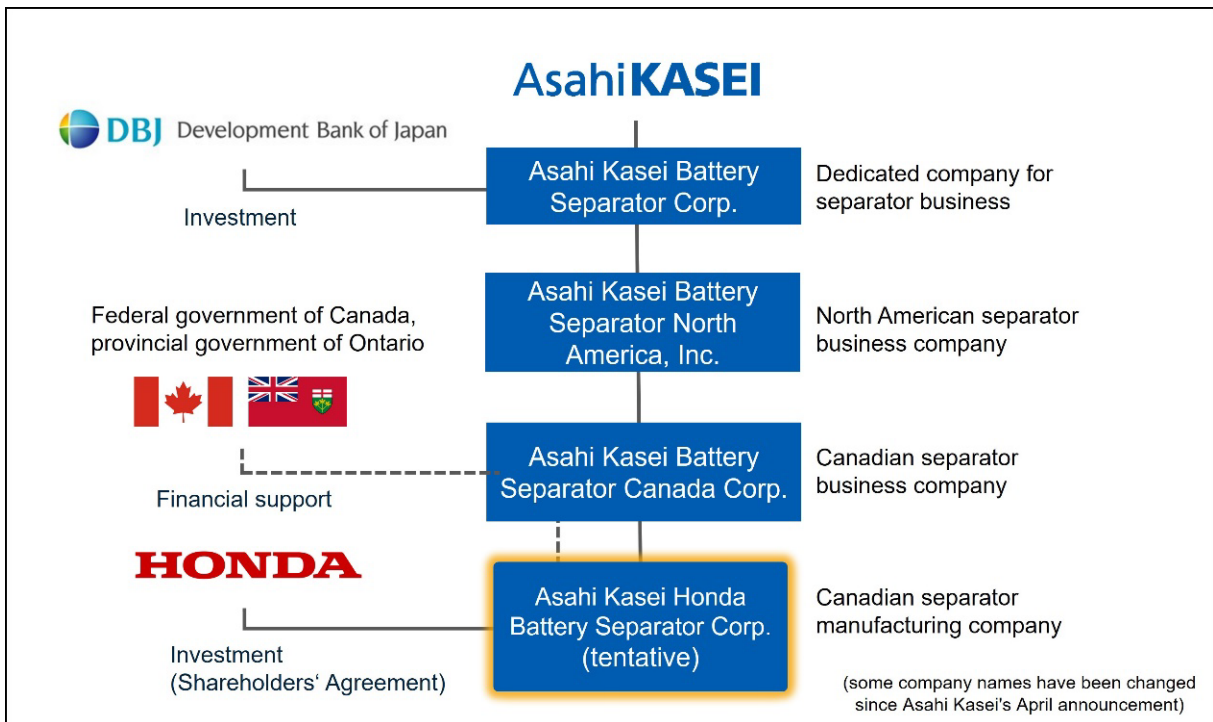 AsahiKASEI
DBJ Development Bank of Japan
Investment
Asahi Kasei Battery
Separator Corp.
Dedicated company for
separator business
Asahi Kasei Battery
Separator North
America, Inc.
North American separator
business company
Federal government of Canada,
provincial government of Ontario
Financial support
Asahi Kasei Battery
Separator Canada Corp.
Canadian separator
business company
HONDA
Investment
(Shareholders‘ Agreement)
Asahi Kasei Honda
Battery Separator Corp.
(tentative)
Canadian separator
manufacturing company
(some company names have been changed
since Asahi Kasei's April announcement)